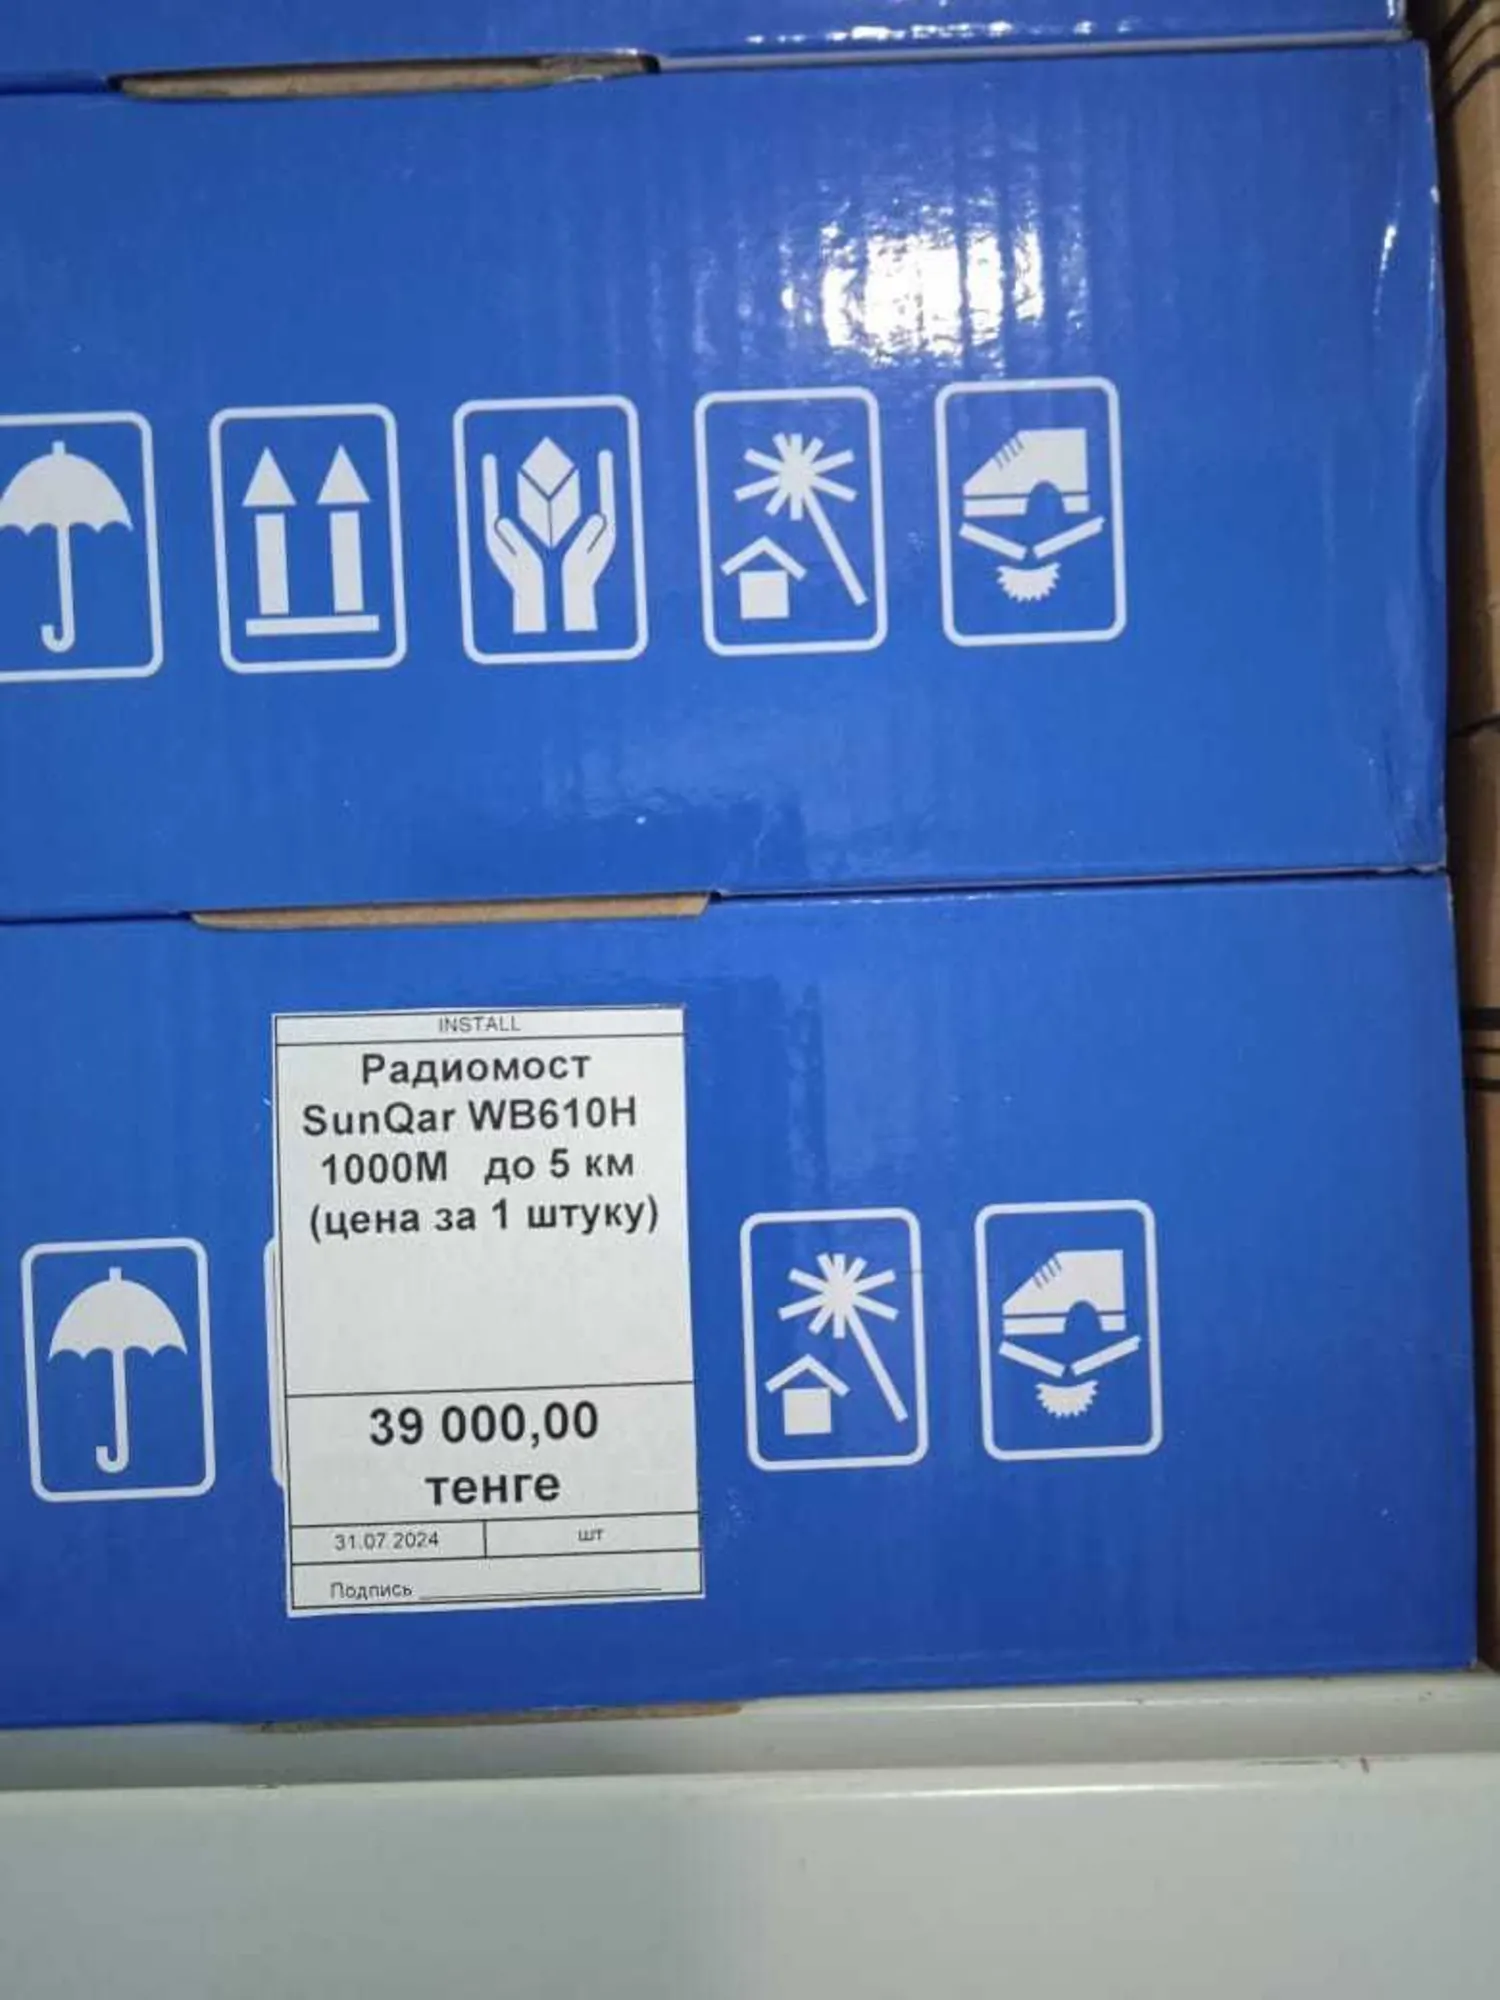 INSTALL
Радиомост
SunQar WB610H
1000М до 5 км
(цена за 1 штуку)
39 000,00
тенге
31.07.2024 шт
Подпись